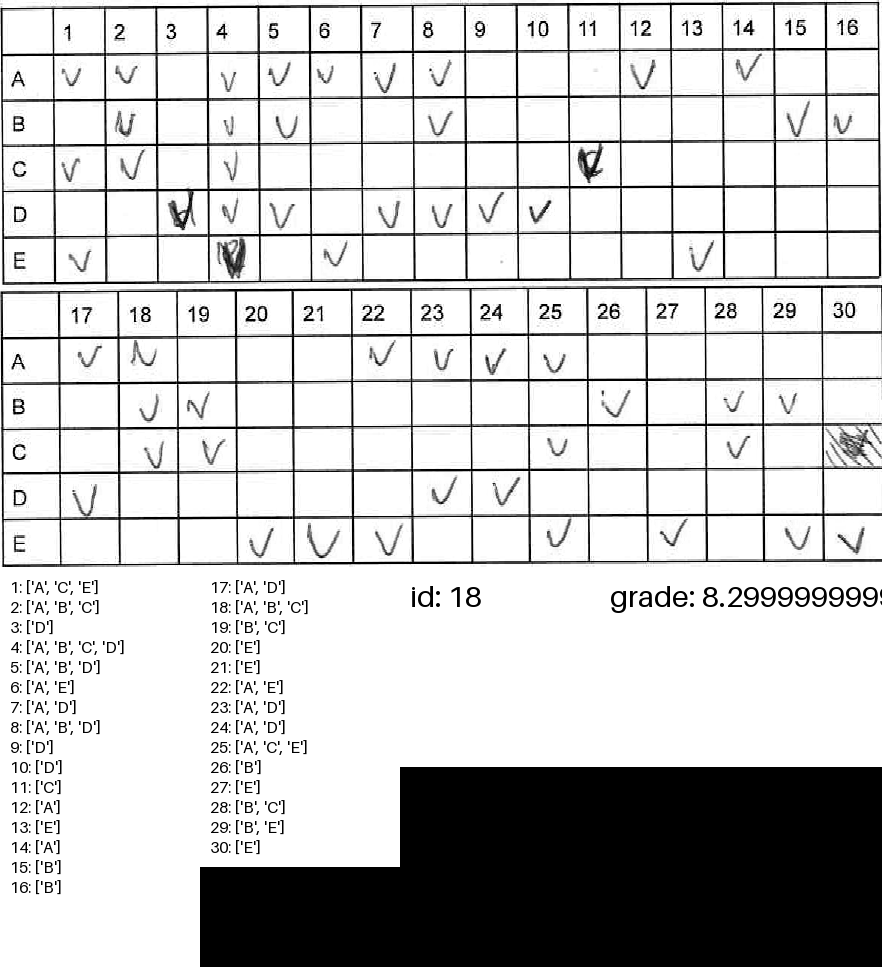 1 2 3 4 5 6 7 8 9 10 11 12 13 14 15 16
A V V V V V V V V V
B V V V V V V
C V V V V
D V V V V V V V
E V V V
17 18 19 20 21 22 23 24 25 26 27 28 29 30
A V V V V V V
B V V V V V
C V V V V
D V V V
E V V V V V V V
1: ['A', 'C', 'E']
2: ['A', 'B', 'C']
3: ['D']
4: ['A', 'B', 'C', 'D']
5: ['A', 'B', 'D']
6: ['A', 'E']
7: ['A', 'D']
8: ['A', 'B', 'D']
9: ['D']
10: ['D']
11: ['C']
12: ['A']
13: ['E']
14: ['A']
15: ['B']
16: ['B']
17: ['A', 'D']
18: ['A', 'B', 'C']
19: ['B', 'C']
20: ['E']
21: ['E']
22: ['A', 'E']
23: ['A', 'D']
24: ['A', 'D']
25: ['A', 'C', 'E']
26: ['B']
27: ['E']
28: ['B', 'C']
29: ['B', 'E']
30: ['E']
id: 18
grade: 8.2999999999